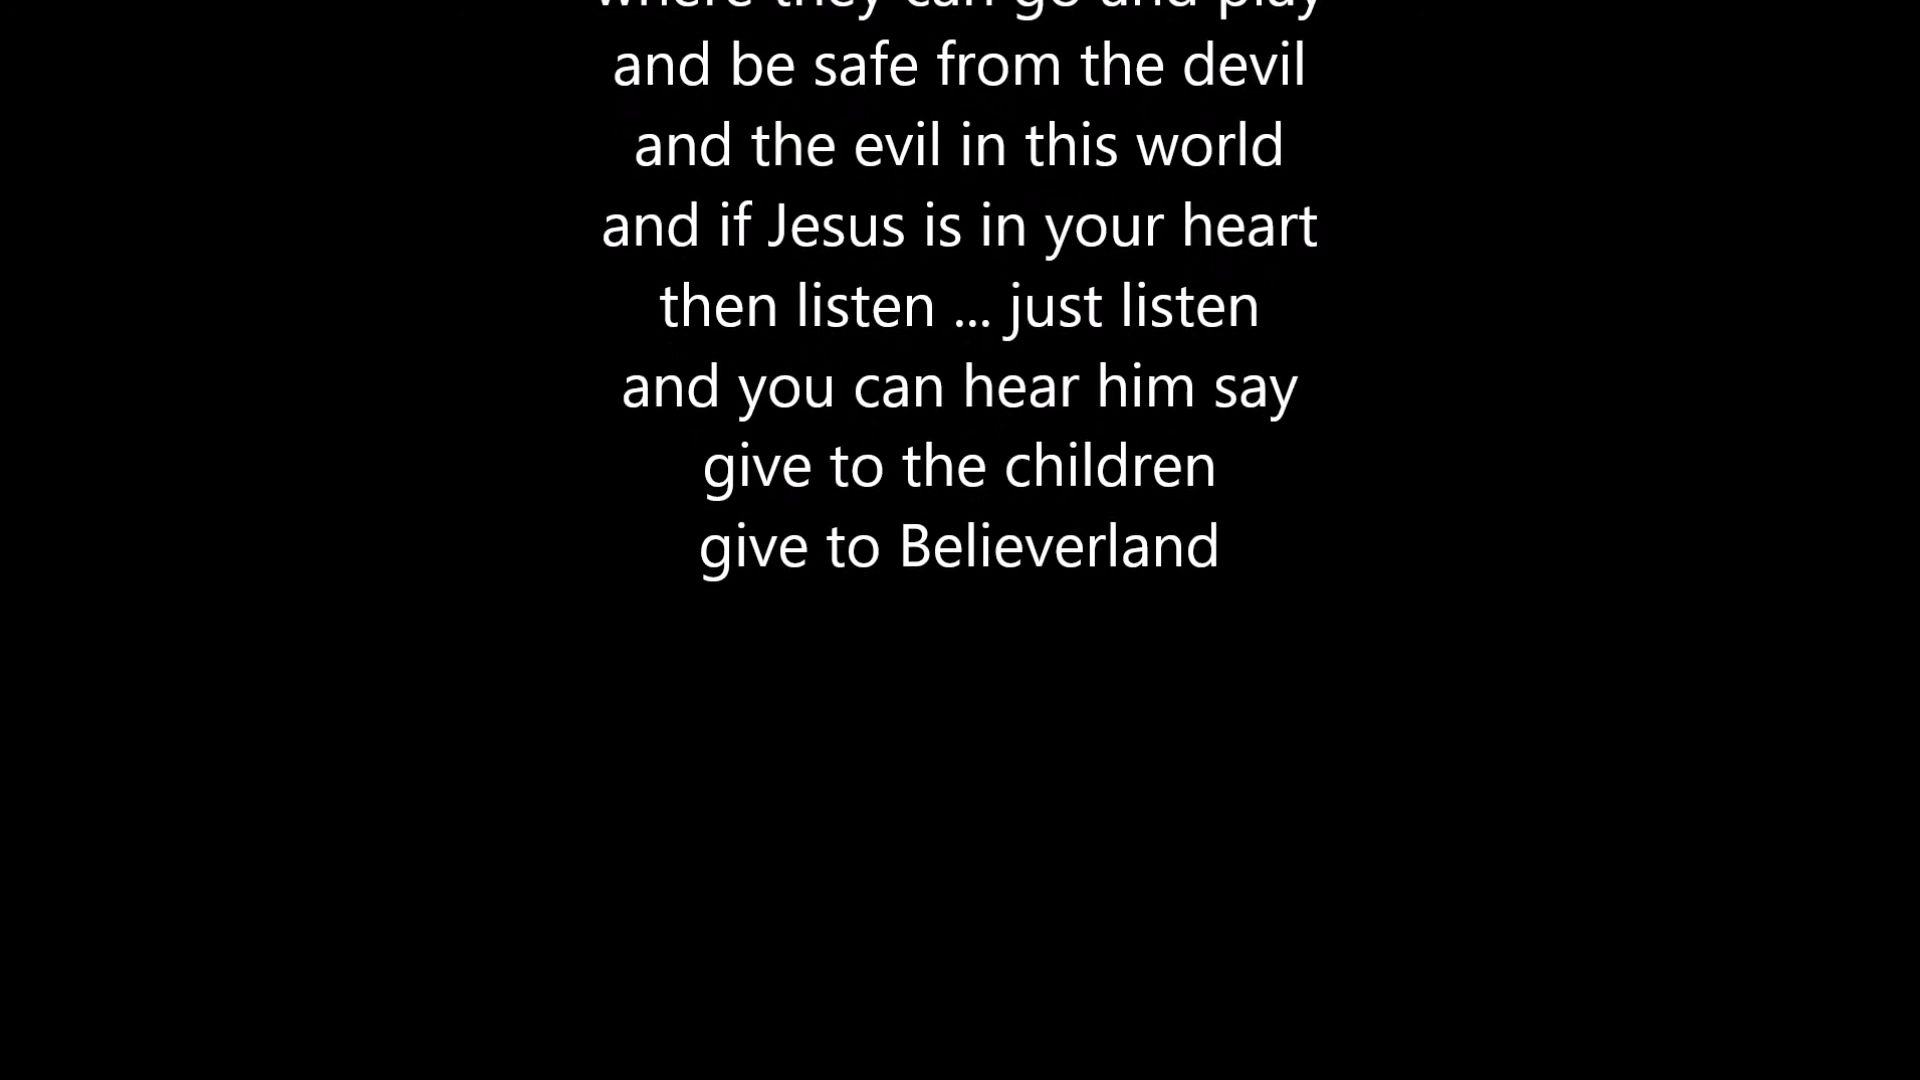 where they can go and play
and be safe from the devil
and the evil in this world
and if Jesus is in your heart
then listen ... just listen
and you can hear him say
give to the children
give to Believerland